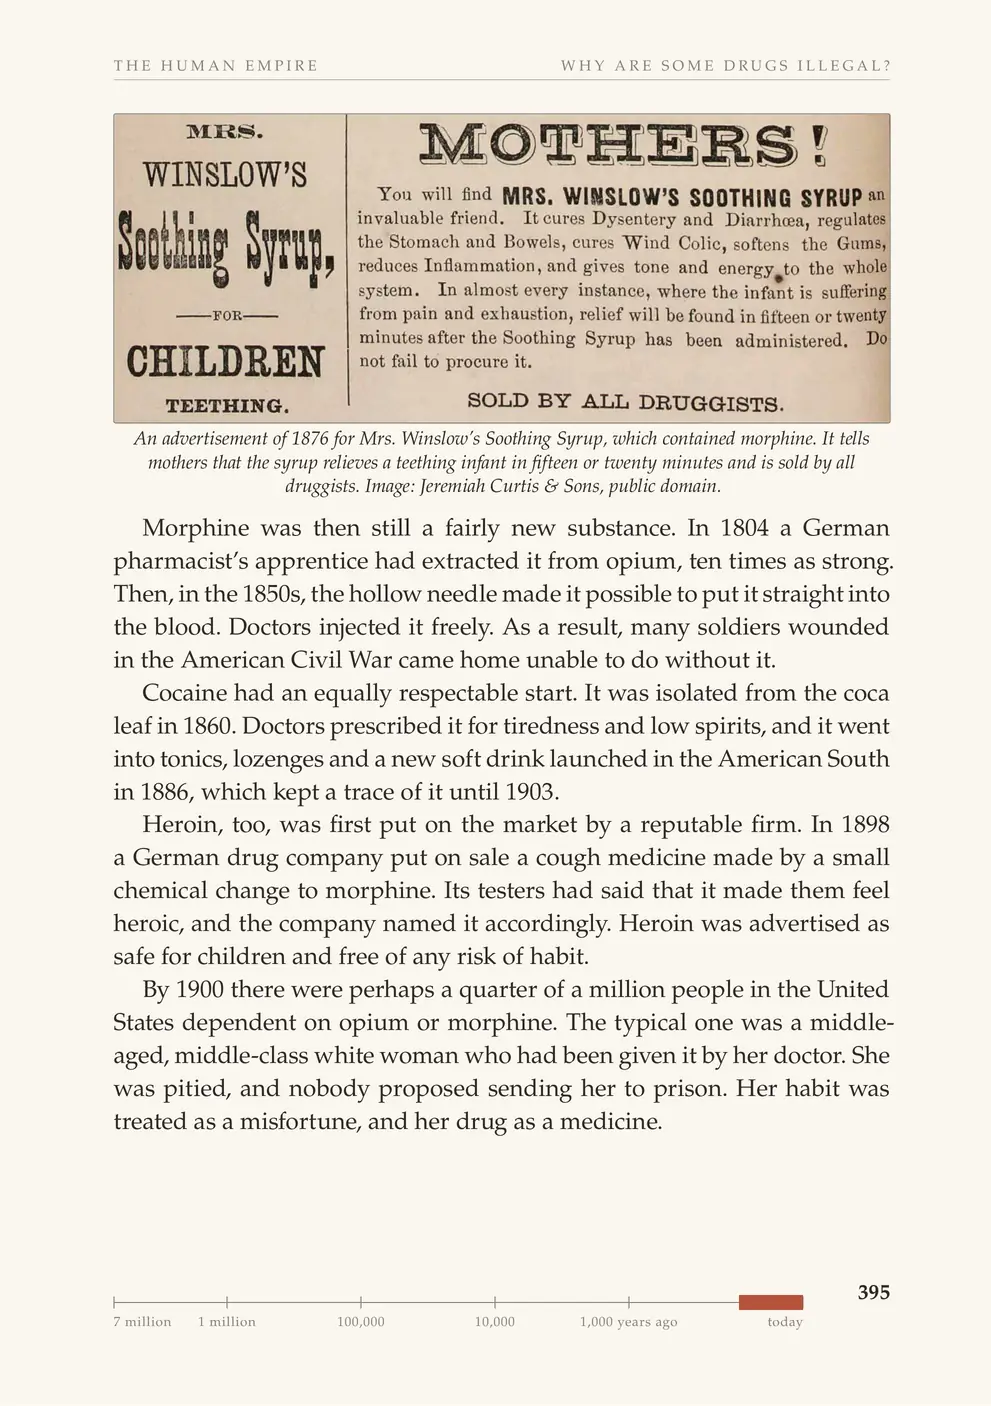 THE HUMAN EMPIRE
WHY ARE SOME DRUGS ILLEGAL?
MRS.
WINSLOW'S
Soothing Syrup,
FOR
CHILDREN
TEETHING.
MOTHERS!
You will find MRS. WINSLOW'S SOOTHING SYRUP an
invaluable friend. It cures Dysentery and Diarrhœa, regulates
the Stomach and Bowels, cures Wind Colic, softens the Gums,
reduces Inflammation, and gives tone and energy to the whole
system. In almost every instance, where the infant is suffering
from pain and exhaustion, relief will be found in fifteen or twenty
minutes after the Soothing Syrup has been administered. Do
not fail to procure it.
SOLD BY ALL DRUGGISTS.
An advertisement of 1876 for Mrs. Winslow's Soothing Syrup, which contained morphine. It tells
mothers that the syrup relieves a teething infant in fifteen or twenty minutes and is sold by all
druggists. Image: Jeremiah Curtis & Sons, public domain.
Morphine was then still a fairly new substance. In 1804 a German
pharmacist's apprentice had extracted it from opium, ten times as strong.
Then, in the 1850s, the hollow needle made it possible to put it straight into
the blood. Doctors injected it freely. As a result, many soldiers wounded
in the American Civil War came home unable to do without it.
Cocaine had an equally respectable start. It was isolated from the coca
leaf in 1860. Doctors prescribed it for tiredness and low spirits, and it went
into tonics, lozenges and a new soft drink launched in the American South
in 1886, which kept a trace of it until 1903.
Heroin, too, was first put on the market by a reputable firm. In 1898
a German drug company put on sale a cough medicine made by a small
chemical change to morphine. Its testers had said that it made them feel
heroic, and the company named it accordingly. Heroin was advertised as
safe for children and free of any risk of habit.
By 1900 there were perhaps a quarter of a million people in the United
States dependent on opium or morphine. The typical one was a middle-
aged, middle-class white woman who had been given it by her doctor. She
was pitied, and nobody proposed sending her to prison. Her habit was
treated as a misfortune, and her drug as a medicine.
395
7 million
1 million
100,000
10,000
1,000 years ago
today